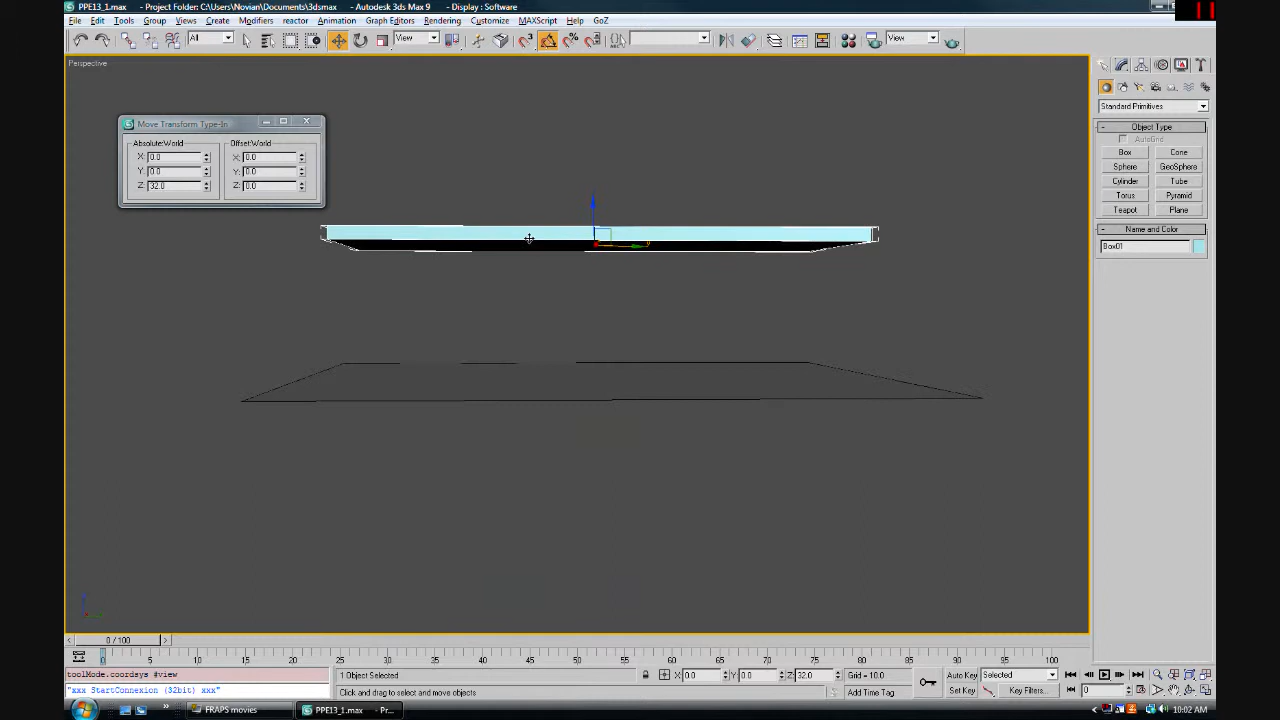 PPE13_1.max - Project Folder: C:\Users\Novian\Documents\3dsmax - Autodesk 3ds Max 9 - Display : Software
File Edit Tools Group Views Create Modifiers reactor Animation Graph Editors Rendering Customize MAXScript Help GoZ
All View View
Perspective
Move Transform Type-In
Absolute:World Offset:World
X: 0.0 X: 0.0
Y: 0.0 Y: 0.0
Z: 32.0 Z: 0.0
Standard Primitives
- Object Type
AutoGrid
Box Cone
Sphere GeoSphere
Cylinder Tube
Torus Pyramid
Teapot Plane
- Name and Color
Box01
0 / 100
0 5 10 15 20 25 30 35 40 45 50 55 60 65 70 75 80 85 90 95 100
toolMode.coordsys #view
"xxx StartConnexion (32bit) xxx"
1 Object Selected
Click and drag to select and move objects
X: 0.0 Y: 0.0 Z: 32.0 Grid = 10.0
Add Time Tag
Auto Key Selected
Set Key Key Filters...
0
FRAPS movies PPE13_1.max - Pr...
10:02 AM